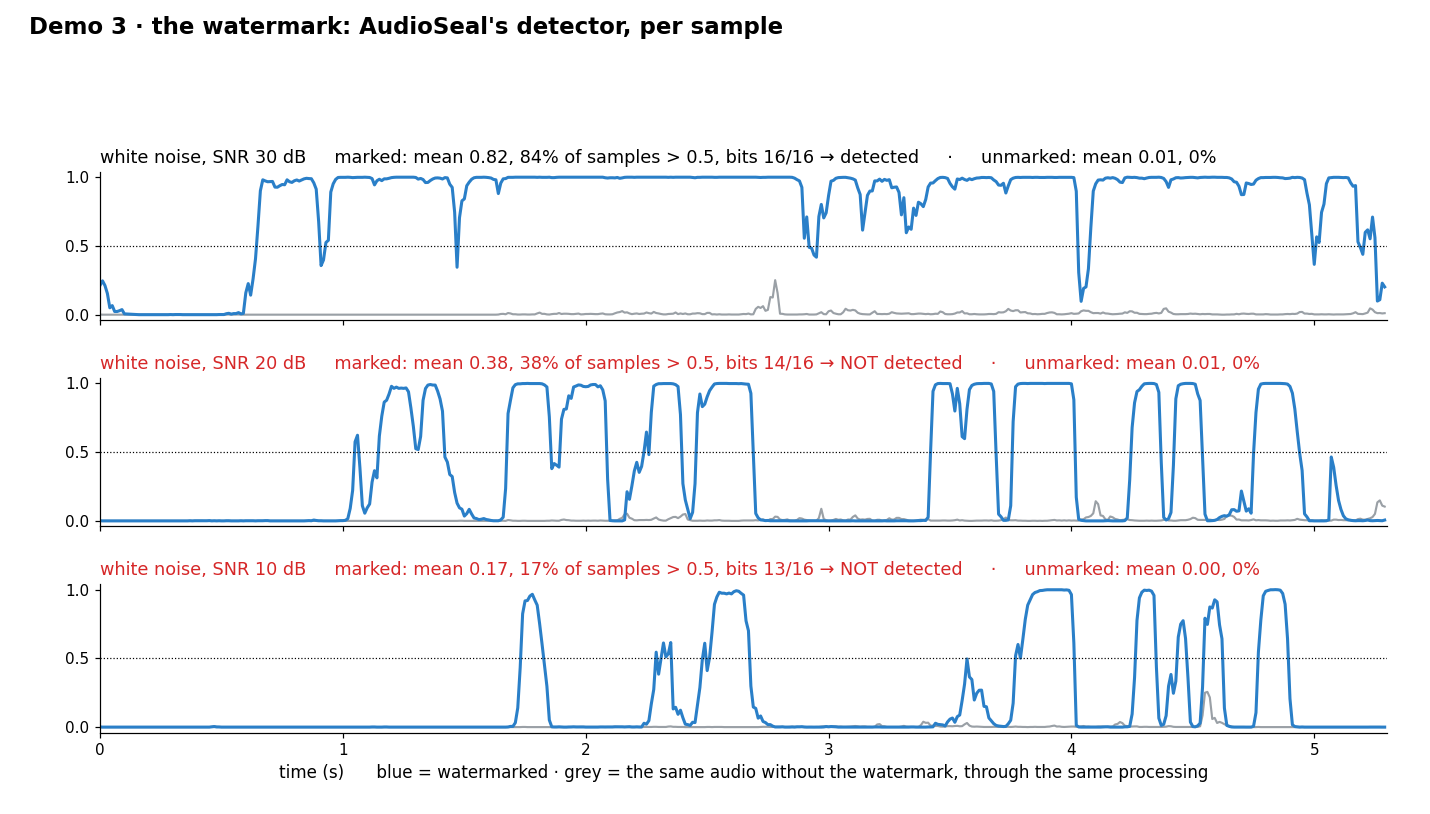 Demo 3 · the watermark: AudioSeal's detector, per sample
white noise, SNR 30 dB marked: mean 0.82, 84% of samples > 0.5, bits 16/16 → detected · unmarked: mean 0.01, 0%
1.0
0.5
0.0
white noise, SNR 20 dB marked: mean 0.38, 38% of samples > 0.5, bits 14/16 → NOT detected · unmarked: mean 0.01, 0%
1.0
0.5
0.0
white noise, SNR 10 dB marked: mean 0.17, 17% of samples > 0.5, bits 13/16 → NOT detected · unmarked: mean 0.00, 0%
1.0
0.5
0.0
0 1 2 3 4 5
time (s) blue = watermarked · grey = the same audio without the watermark, through the same processing